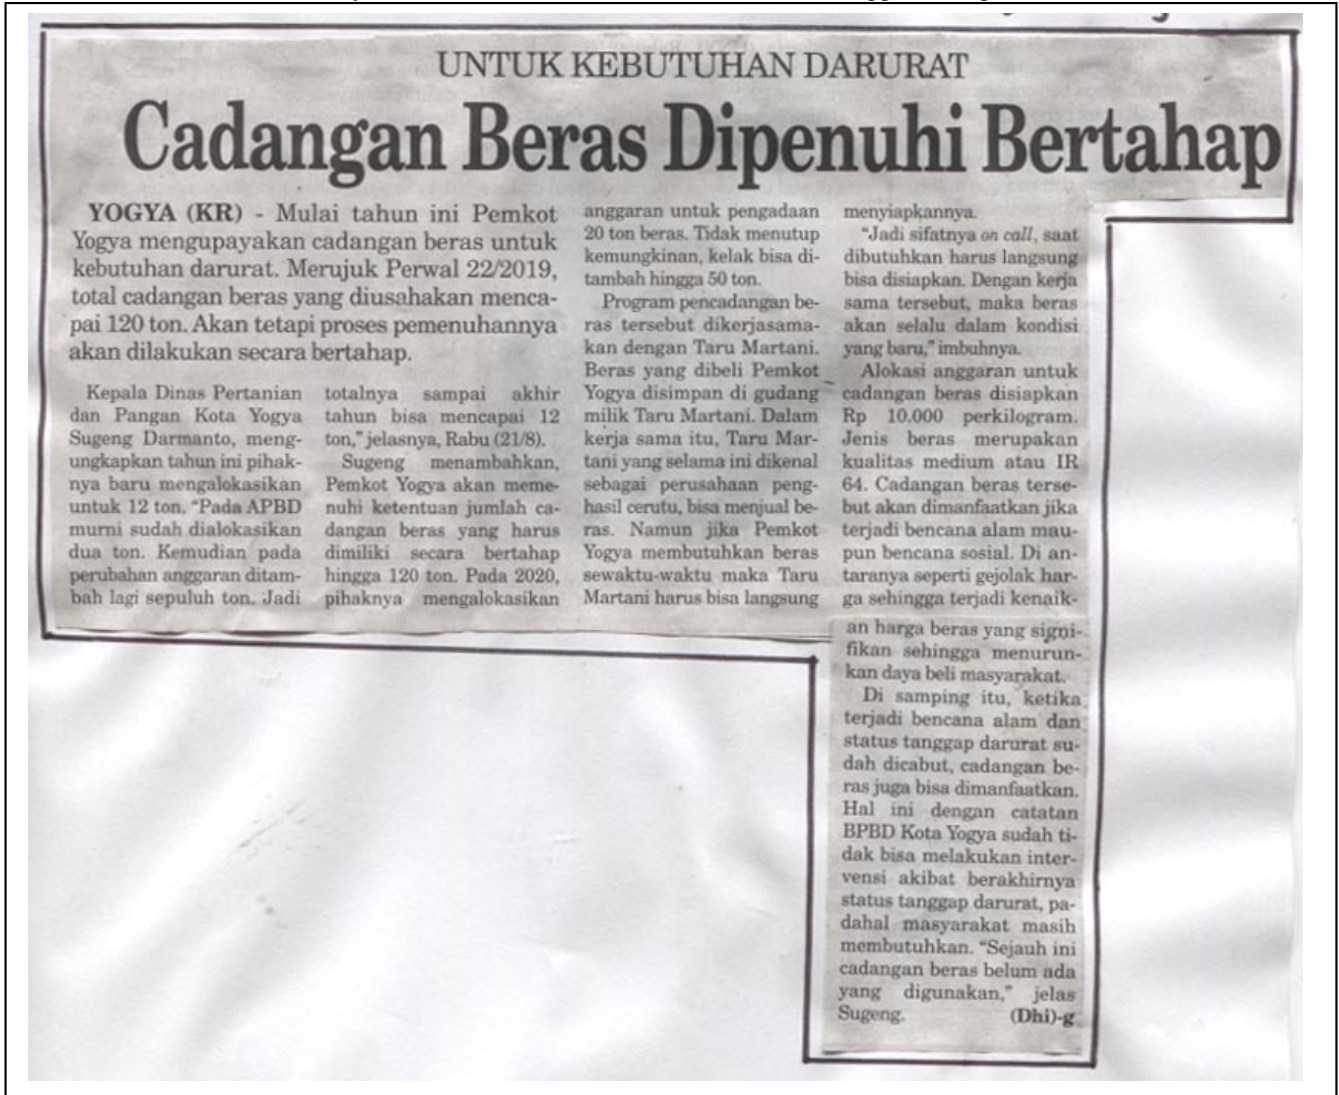 UNTUK KEBUTUHAN DARURAT
Cadangan Beras Dipenuhi Bertahap
YOGYA (KR) - Mulai tahun ini Pemkot
Yogya mengupayakan cadangan beras untuk
kebutuhan darurat. Merujuk Perwal 22/2019,
total cadangan beras yang diusahakan menca-
pai 120 ton. Akan tetapi proses pemenuhannya
akan dilakukan secara bertahap.
Kepala Dinas Pertanian
dan Pangan Kota Yogya
Sugeng Darmanto, meng-
ungkapkan tahun ini pihak-
nya baru mengalokasikan
untuk 12 ton. "Pada APBD
murni sudah dialokasikan
dua ton. Kemudian pada
perubahan anggaran ditam-
bah lagi sepuluh ton. Jadi
totalnya sampai akhir
tahun bisa mencapai 12
ton," jelasnya, Rabu (21/8).
Sugeng menambahkan,
Pemkot Yogya akan meme-
nuhi ketentuan jumlah ca-
dangan beras yang harus
dimiliki secara bertahap
hingga 120 ton. Pada 2020,
pihaknya mengalokasikan
anggaran untuk pengadaan
20 ton beras. Tidak menutup
kemungkinan, kelak bisa di-
tambah hingga 50 ton.
Program pencadangan be-
ras tersebut dikerjasama-
kan dengan Taru Martani.
Beras yang dibeli Pemkot
Yogya disimpan di gudang
milik Taru Martani. Dalam
kerja sama itu, Taru Mar-
tani yang selama ini dikenal
sebagai perusahaan peng-
hasil cerutu, bisa menjual be-
ras. Namun jika Pemkot
Yogya membutuhkan beras
sewaktu-waktu maka Taru
Martani harus bisa langsung
menyiapkannya.
"Jadi sifatnya on call, saat
dibutuhkan harus langsung
bisa disiapkan. Dengan kerja
sama tersebut, maka beras
akan selalu dalam kondisi
yang baru," imbuhnya.
Alokasi anggaran untuk
cadangan beras disiapkan
Rp 10.000 perkilogram.
Jenis beras merupakan
kualitas medium atau IR
64. Cadangan beras terse-
but akan dimanfaatkan jika
terjadi bencana alam mau-
pun bencana sosial. Di an-
taranya seperti gejolak har-
ga sehingga terjadi kenaik-
an harga beras yang signi-
fikan sehingga menurun-
kan daya beli masyarakat.
Di samping itu, ketika
terjadi bencana alam dan
status tanggap darurat su-
dah dicabut, cadangan be-
ras juga bisa dimanfaatkan.
Hal ini dengan catatan
BPBD Kota Yogya sudah ti-
dak bisa melakukan inter-
vensi akibat berakhirnya
status tanggap darurat, pa-
dahal masyarakat masih
membutuhkan. "Sejauh ini
cadangan beras belum ada
yang digunakan," jelas
Sugeng. (Dhi)-g